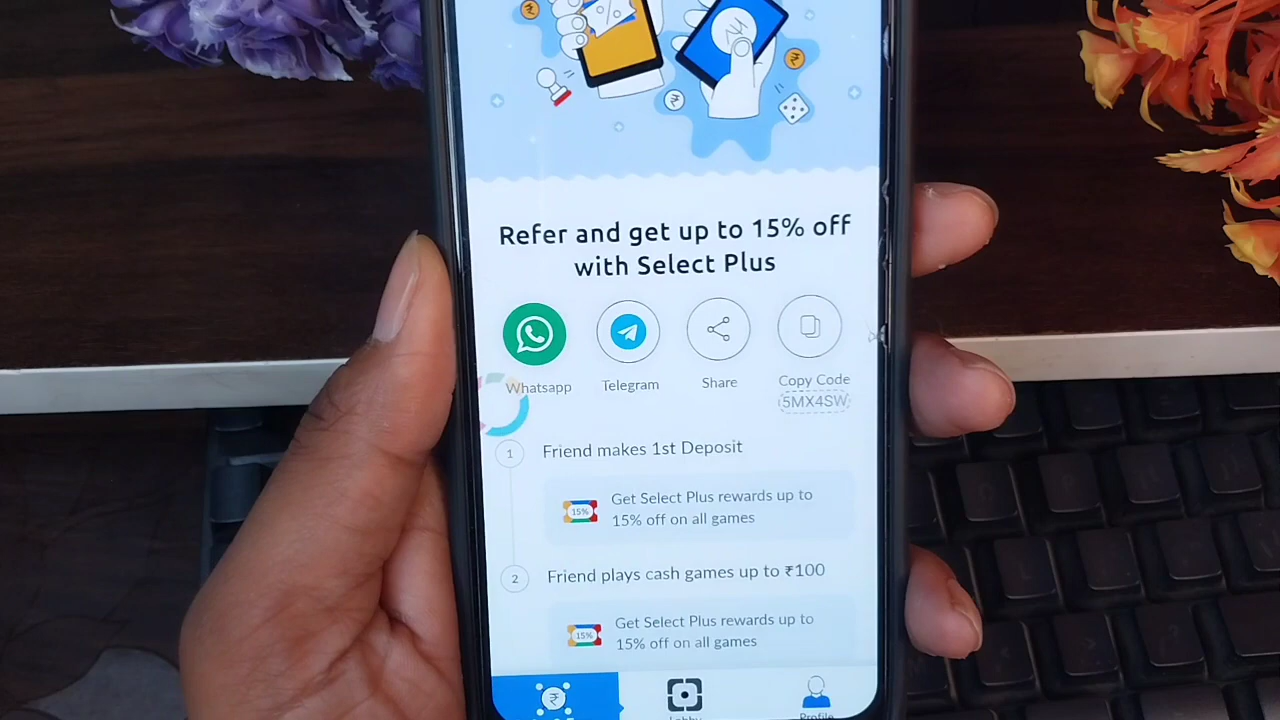 Refer and get up to 15% off
with Select Plus
Whatsapp
Telegram
Share
Copy Code
5MX4SW
1
Friend makes 1st Deposit
15%
Get Select Plus rewards up to
15% off on all games
2
Friend plays cash games up to ₹100
15%
Get Select Plus rewards up to
15% off on all games
Lobby
Profile